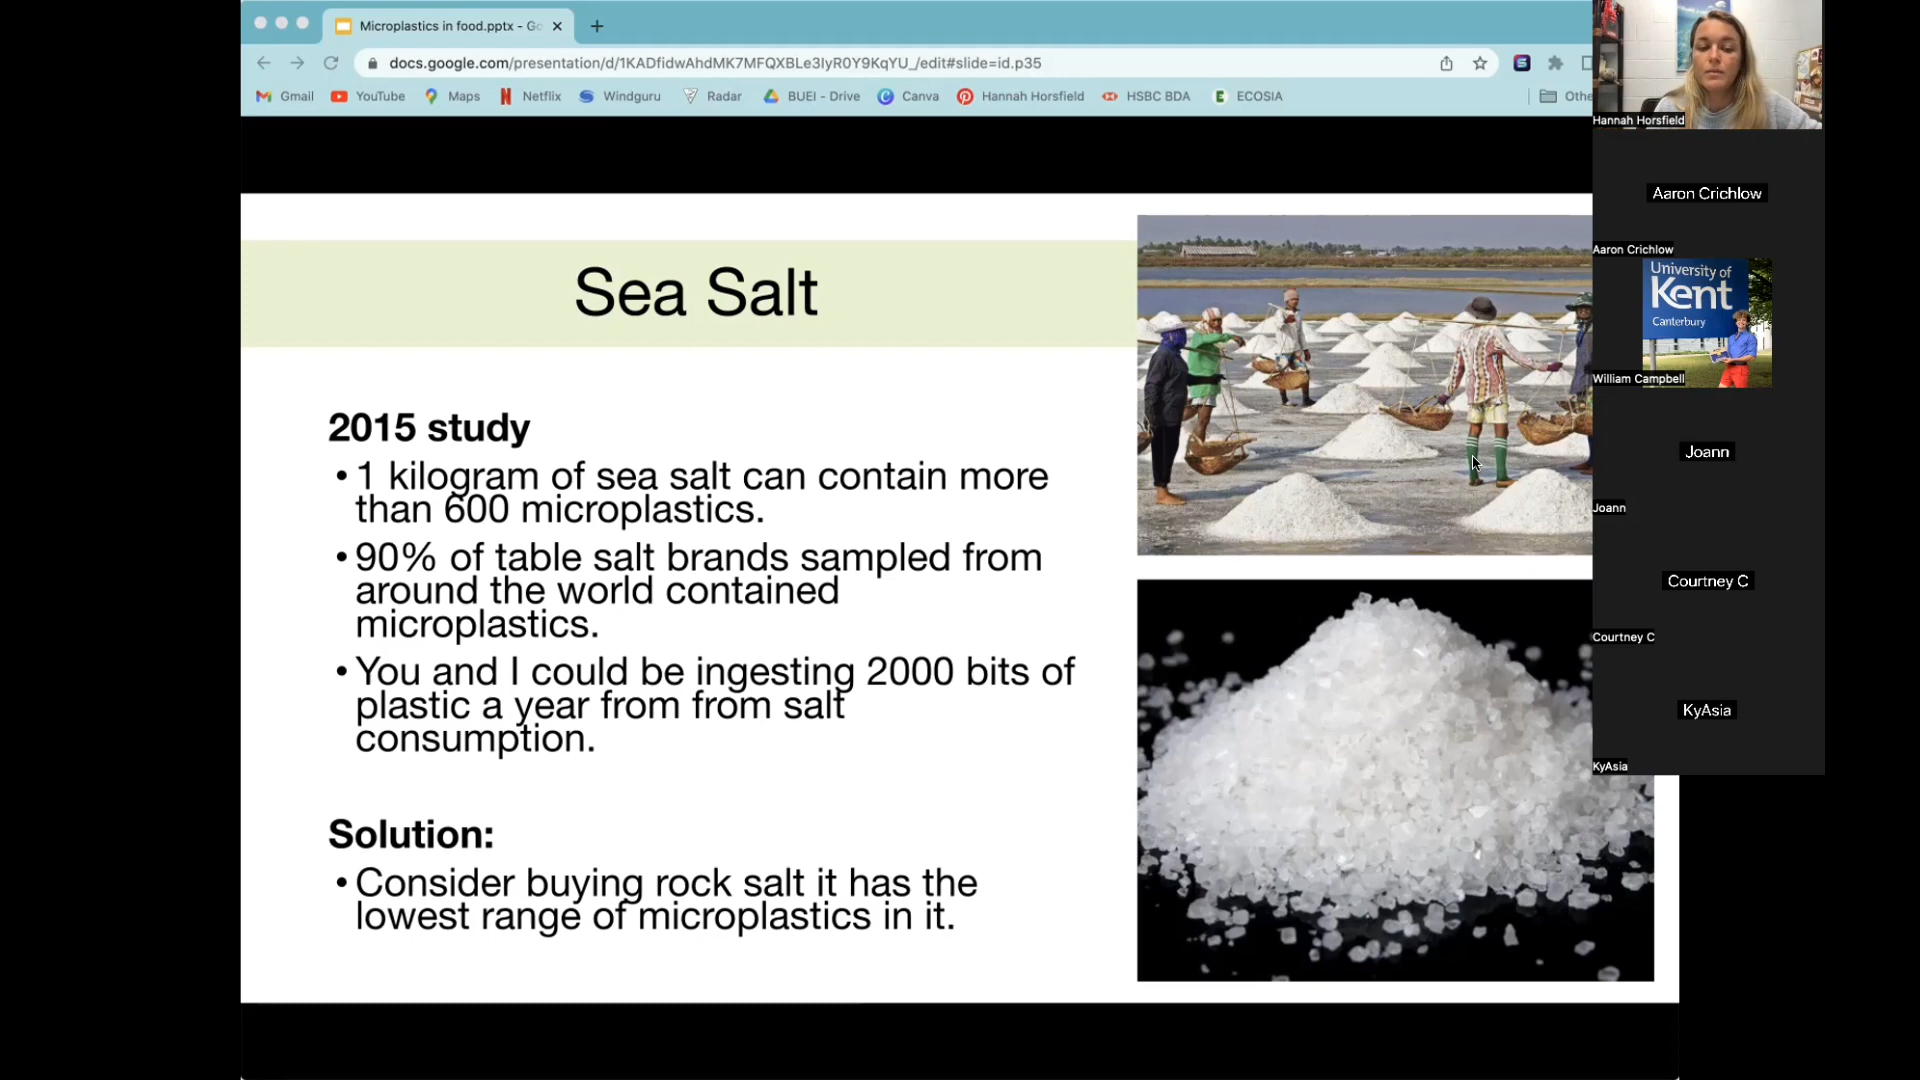 Microplastics in food.pptx - Go
docs.google.com/presentation/d/1KADfidwAhdMK7MFQXBLe3IyR0Y9KqYU_/edit#slide=id.p35
Gmail YouTube Maps Netflix Windguru Radar BUEI - Drive Canva Hannah Horsfield HSBC BDA ECOSIA Othe
Sea Salt
2015 study
• 1 kilogram of sea salt can contain more
than 600 microplastics.
• 90% of table salt brands sampled from
around the world contained
microplastics.
• You and I could be ingesting 2000 bits of
plastic a year from from salt
consumption.
Solution:
• Consider buying rock salt it has the
lowest range of microplastics in it.
Hannah Horsfield
Aaron Crichlow
Aaron Crichlow
University of
Kent
Canterbury
William Campbell
Joann
Joann
Courtney C
Courtney C
KyAsia
KyAsia